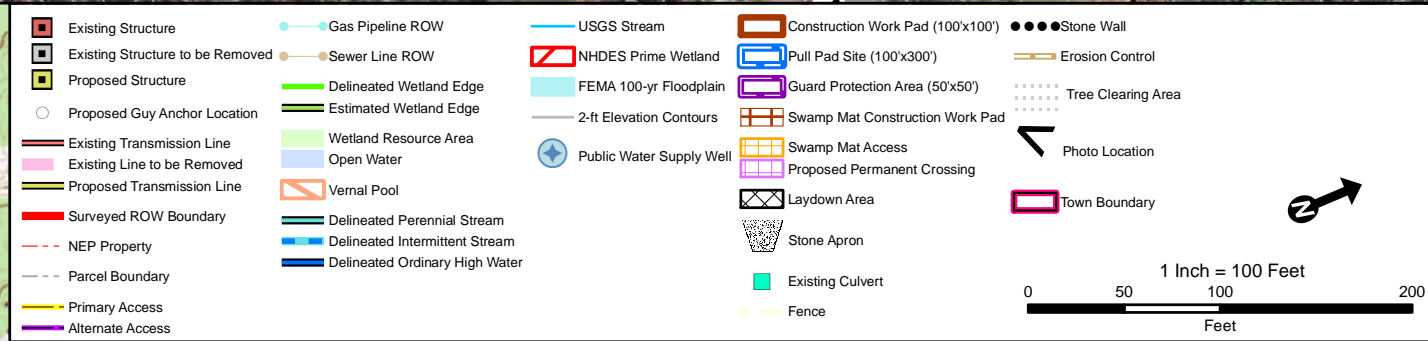 Existing Structure
Existing Structure to be Removed
Proposed Structure
Proposed Guy Anchor Location
Existing Transmission Line
Existing Line to be Removed
Proposed Transmission Line
Surveyed ROW Boundary
NEP Property
Parcel Boundary
Primary Access
Alternate Access
Gas Pipeline ROW
Sewer Line ROW
Delineated Wetland Edge
Estimated Wetland Edge
Wetland Resource Area
Open Water
Vernal Pool
Delineated Perennial Stream
Delineated Intermittent Stream
Delineated Ordinary High Water
USGS Stream
NHDES Prime Wetland
FEMA 100-yr Floodplain
2-ft Elevation Contours
Public Water Supply Well
Construction Work Pad (100'x100')
Pull Pad Site (100'x300')
Guard Protection Area (50'x50')
Swamp Mat Construction Work Pad
Swamp Mat Access
Proposed Permanent Crossing
Laydown Area
Stone Apron
Existing Culvert
Fence
Stone Wall
Erosion Control
Tree Clearing Area
Photo Location
Town Boundary
N
1 Inch = 100 Feet
0 50 100 200
Feet